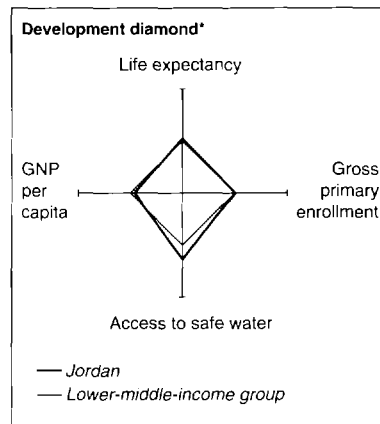 Development diamond*
Life expectancy
GNP
per
capita
Gross
primary
enrollment
Access to safe water
Jordan
Lower-middle-income group